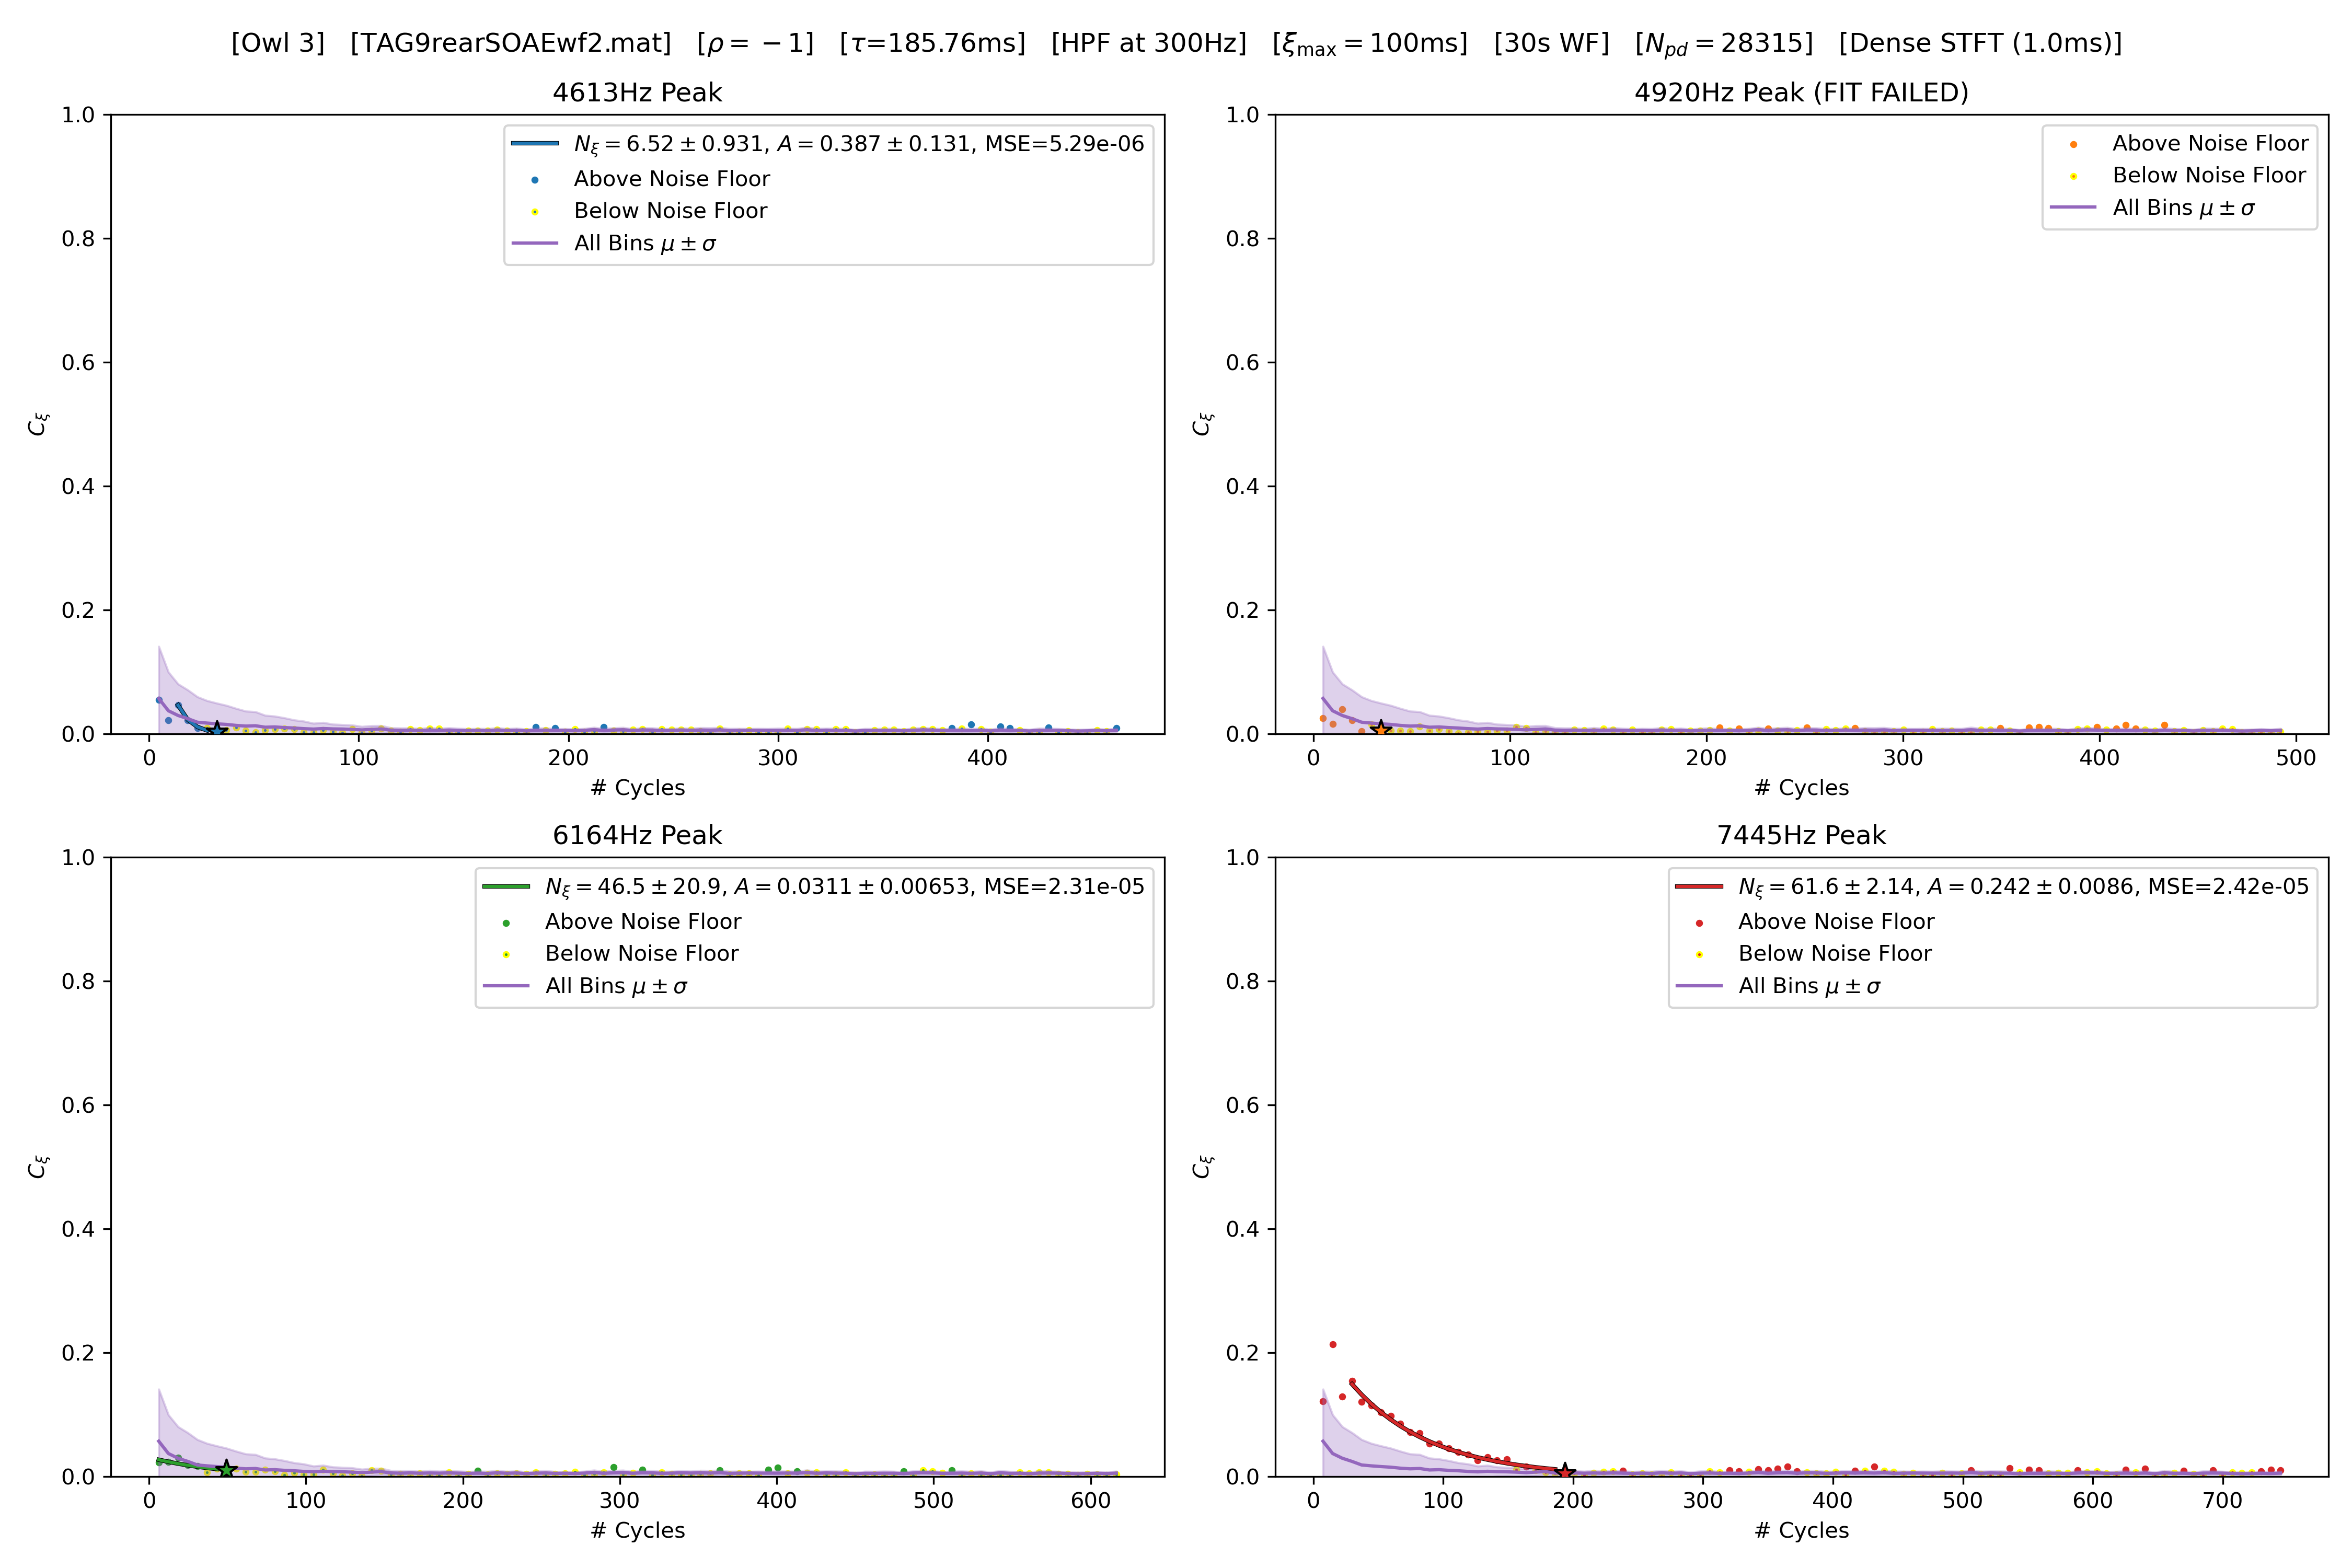 [Owl 3] [TAG9rearSOAEwf2.mat] [ρ = −1] [τ=185.76ms] [HPF at 300Hz] [ξmax = 100ms] [30s WF] [Npd = 28315] [Dense STFT (1.0ms)]
4613Hz Peak
1.0
0.8
0.6
0.4
0.2
0.0
Cξ
Nξ = 6.52 ± 0.931, A = 0.387 ± 0.131, MSE=5.29e-06
Above Noise Floor
Below Noise Floor
All Bins μ ± σ
0 100 200 300 400
# Cycles
4920Hz Peak (FIT FAILED)
1.0
0.8
0.6
0.4
0.2
0.0
Cξ
Above Noise Floor
Below Noise Floor
All Bins μ ± σ
0 100 200 300 400 500
# Cycles
6164Hz Peak
1.0
0.8
0.6
0.4
0.2
0.0
Cξ
Nξ = 46.5 ± 20.9, A = 0.0311 ± 0.00653, MSE=2.31e-05
Above Noise Floor
Below Noise Floor
All Bins μ ± σ
0 100 200 300 400 500 600
# Cycles
7445Hz Peak
1.0
0.8
0.6
0.4
0.2
0.0
Cξ
Nξ = 61.6 ± 2.14, A = 0.242 ± 0.0086, MSE=2.42e-05
Above Noise Floor
Below Noise Floor
All Bins μ ± σ
0 100 200 300 400 500 600 700
# Cycles